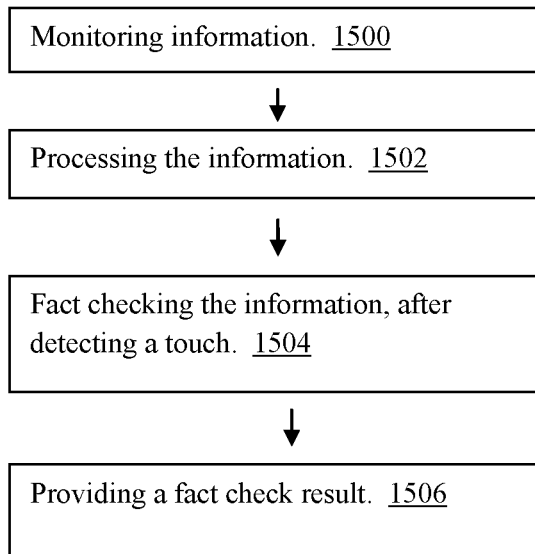 Monitoring information. 1500
Processing the information. 1502
Fact checking the information, after
detecting a touch. 1504
Providing a fact check result. 1506